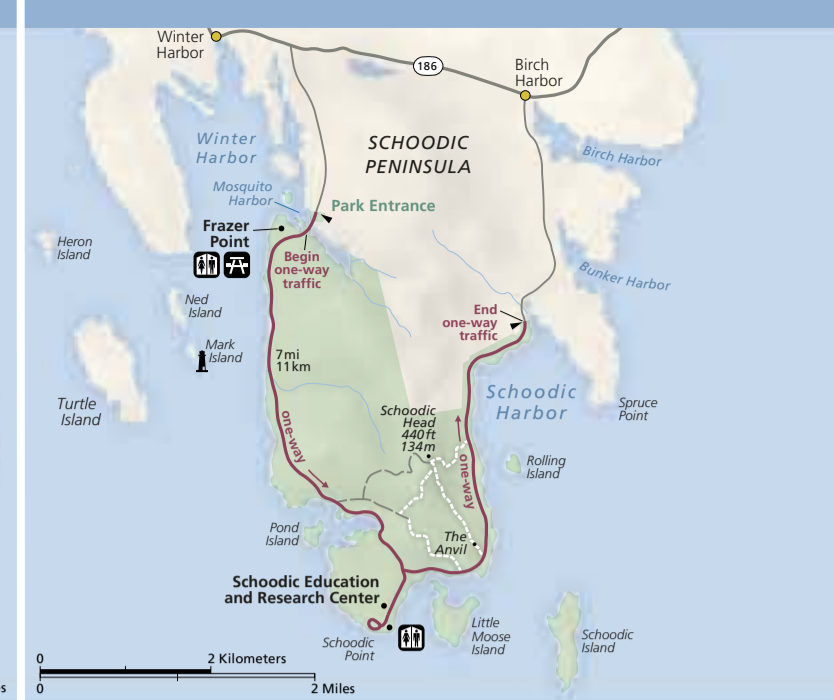 Winter
Harbor
186
Birch
Harbor
Winter
Harbor
SCHOODIC
PENINSULA
Birch Harbor
Mosquito
Harbor
Park Entrance
Frazer
Point
Heron
Island
Begin
one-way
traffic
Bunker Harbor
Ned
Island
End
one-way
traffic
Mark
Island
7mi
11km
Schoodic
Harbor
Turtle
Island
Spruce
Point
Schoodic
Head
440ft
134m
one-way
one-way
Rolling
Island
Pond
Island
The
Anvil
Schoodic Education
and Research Center
Schoodic
Point
Little
Moose
Island
Schoodic
Island
0
2 Kilometers
0
2 Miles